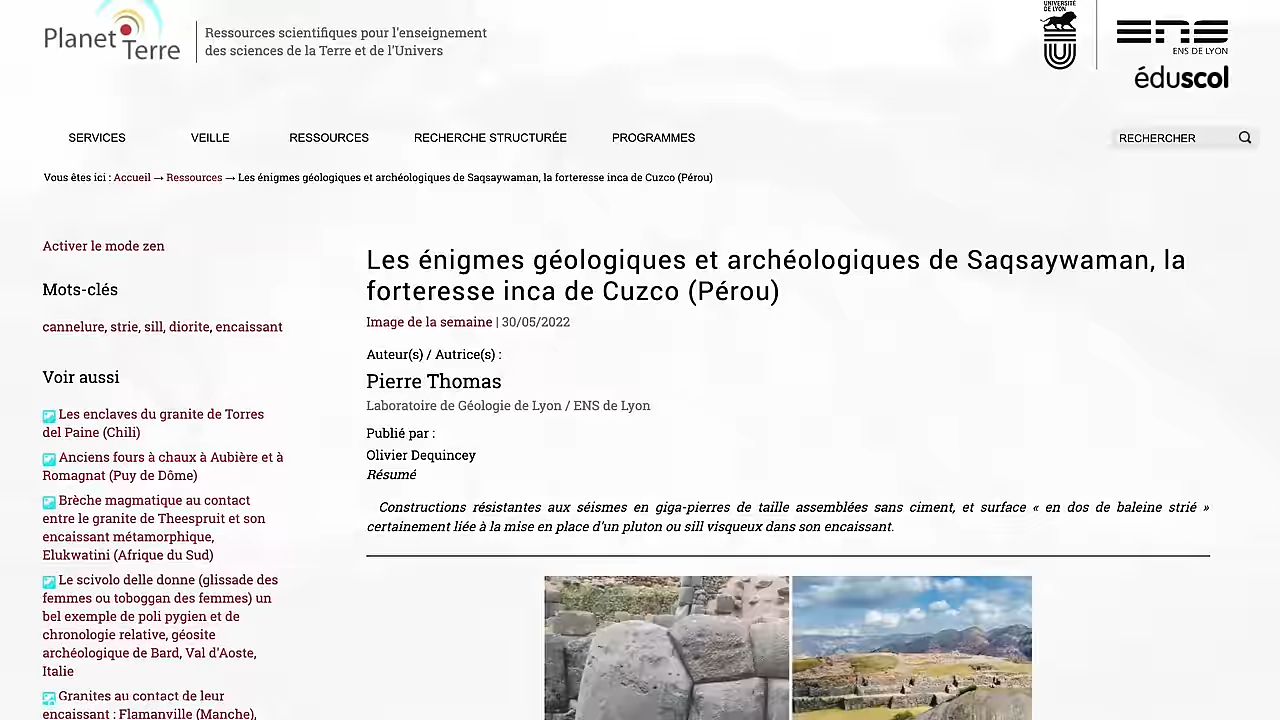 Planet Terre
Ressources scientifiques pour l'enseignement
des sciences de la Terre et de l'Univers
UNIVERSITÉ
DE LYON
ENS
ENS DE LYON
éduscol
SERVICES
VEILLE
RESSOURCES
RECHERCHE STRUCTURÉE
PROGRAMMES
RECHERCHER
Vous êtes ici : Accueil → Ressources → Les énigmes géologiques et archéologiques de Saqsaywaman, la forteresse inca de Cuzco (Pérou)
Activer le mode zen
Mots-clés
cannelure, strie, sill, diorite, encaissant
Voir aussi
Les enclaves du granite de Torres
del Paine (Chili)
Anciens fours à chaux à Aubière et à
Romagnat (Puy de Dôme)
Brèche magmatique au contact
entre le granite de Theespruit et son
encaissant métamorphique,
Elukwatini (Afrique du Sud)
Le scivolo delle donne (glissade des
femmes ou toboggan des femmes) un
bel exemple de poli pygien et de
chronologie relative, géosite
archéologique de Bard, Val d'Aoste,
Italie
Granites au contact de leur
encaissant : Flamanville (Manche),
Les énigmes géologiques et archéologiques de Saqsaywaman, la
forteresse inca de Cuzco (Pérou)
Image de la semaine | 30/05/2022
Auteur(s) / Autrice(s) :
Pierre Thomas
Laboratoire de Géologie de Lyon / ENS de Lyon
Publié par :
Olivier Dequincey
Résumé
Constructions résistantes aux séismes en giga-pierres de taille assemblées sans ciment, et surface « en dos de baleine strié »
certainement liée à la mise en place d'un pluton ou sill visqueux dans son encaissant.